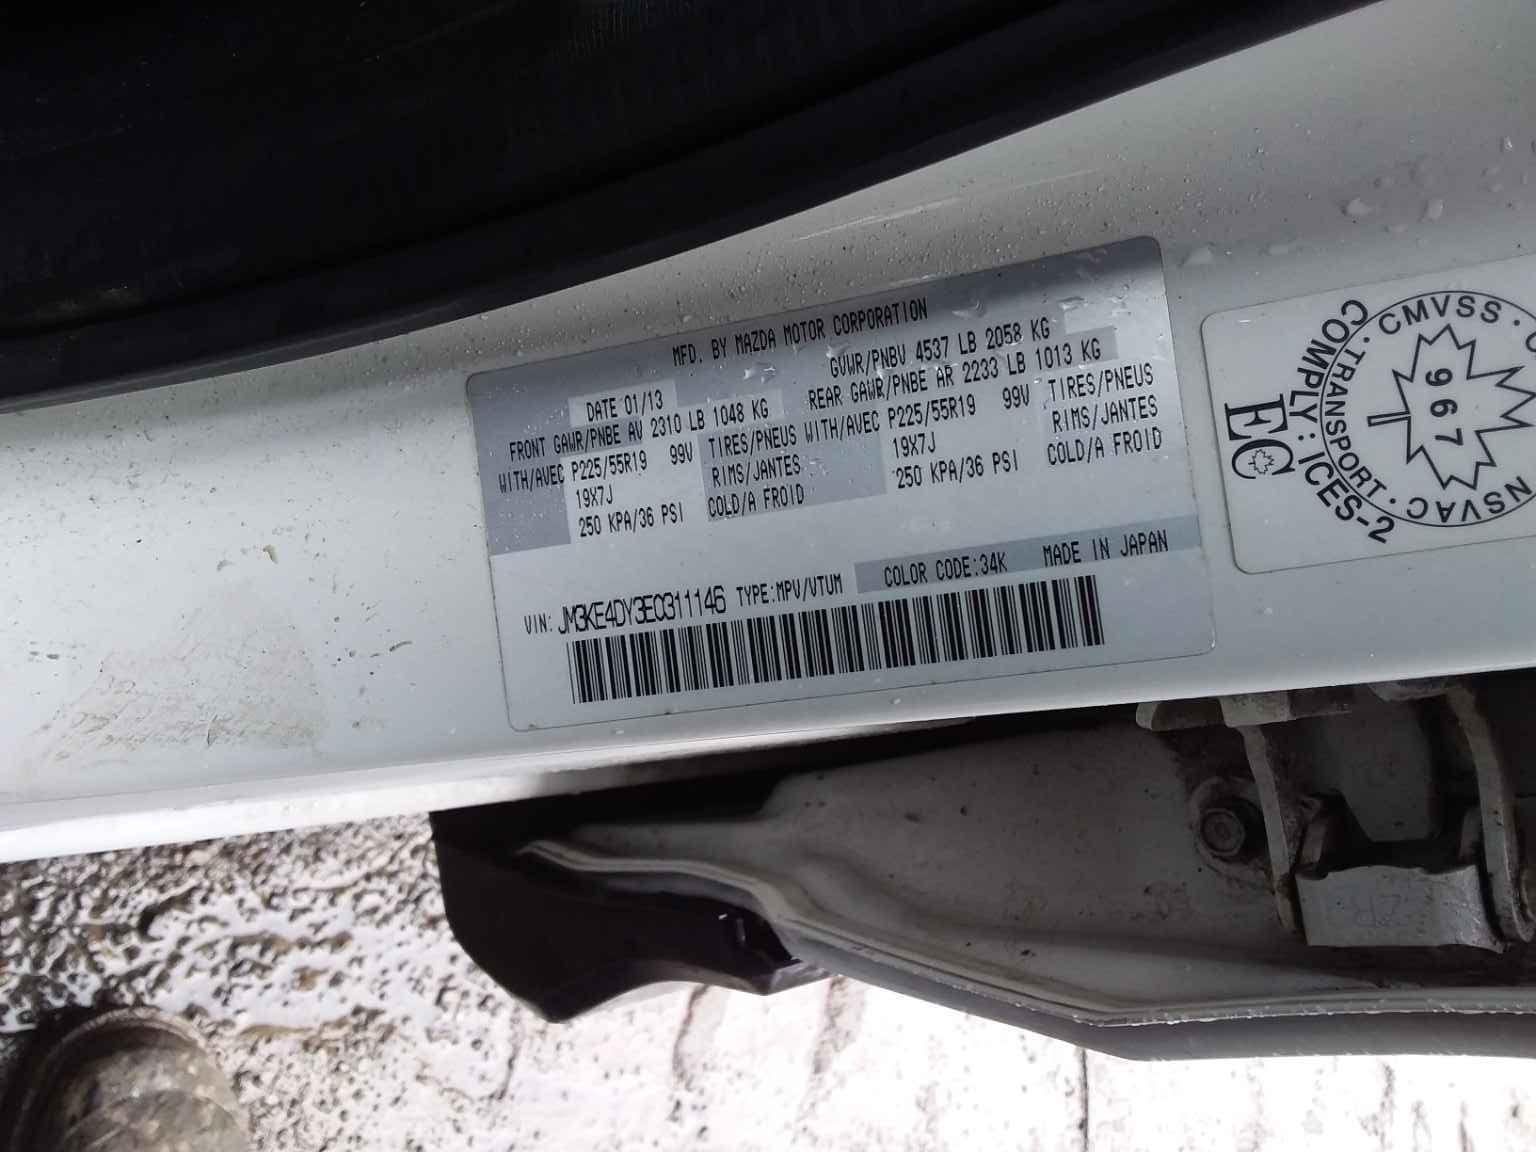 MFD. BY MAZDA MOTOR CORPORATION
DATE 01/13
GVWR/PNBV 4537 LB 2058 KG
FRONT GAWR/PNBE AV 2310 LB 1048 KG
REAR GAWR/PNBE AR 2233 LB 1013 KG
WITH/AVEC P225/55R19 99V TIRES/PNEUS
WITH/AVEC P225/55R19 99V TIRES/PNEUS
19X7J RIMS/JANTES
19X7J RIMS/JANTES
250 KPA/36 PSI COLD/A FROID
250 KPA/36 PSI COLD/A FROID
VIN: JM3KE4DY3E0311146 TYPE:MPV/VTUM
COLOR CODE:34K MADE IN JAPAN
CMVSS
TRANSPORT
NSVAC
967
COMPLY: ICES-2
EC